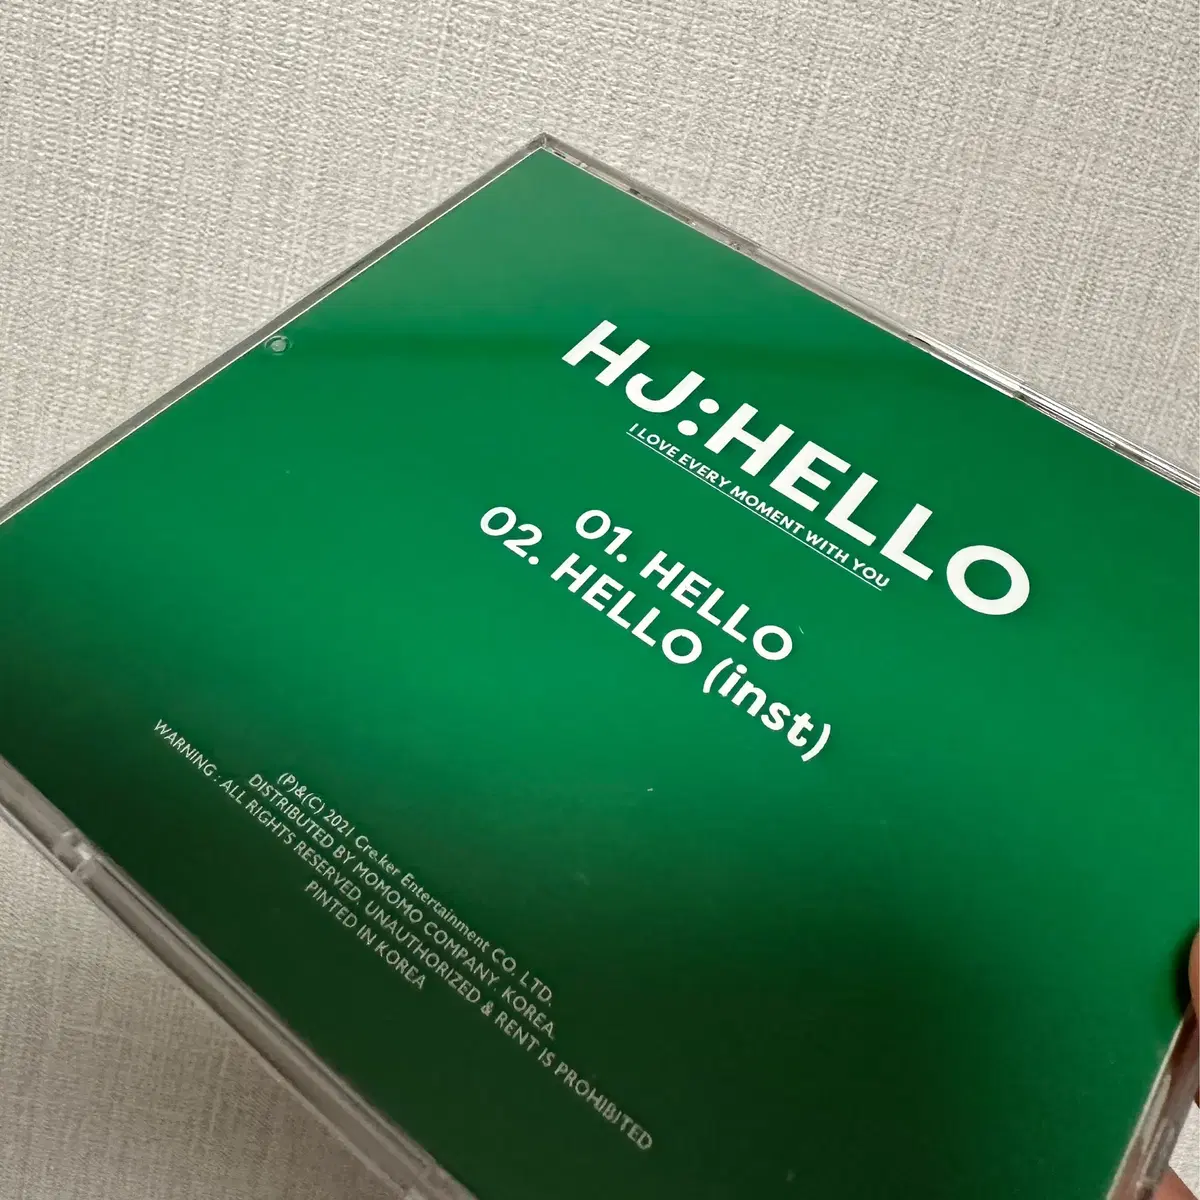 HJ:HELLO
I LOVE EVERY MOMENT WITH YOU
01. HELLO
02. HELLO (inst)
(P)&(C) 2021 Cre.ker Entertainment CO. LTD.
DISTRIBUTED BY MOMOMO COMPANY. KOREA.
WARNING : ALL RIGHTS RESERVED. UNAUTHORIZED & RENT IS PROHIBITED
PINTED IN KOREA